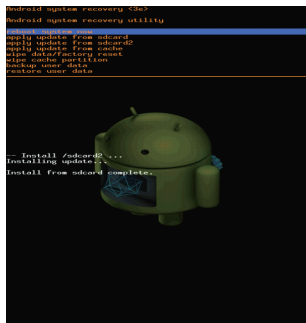 Android system recovery <3e>
Android system recovery utility
reboot system now
apply update from sdcard
apply update from sdcard2
apply update from cache
wipe data/factory reset
wipe cache partition
backup user data
restore user data
-- Install /sdcard2 ...
Installing update...
Install from sdcard complete.